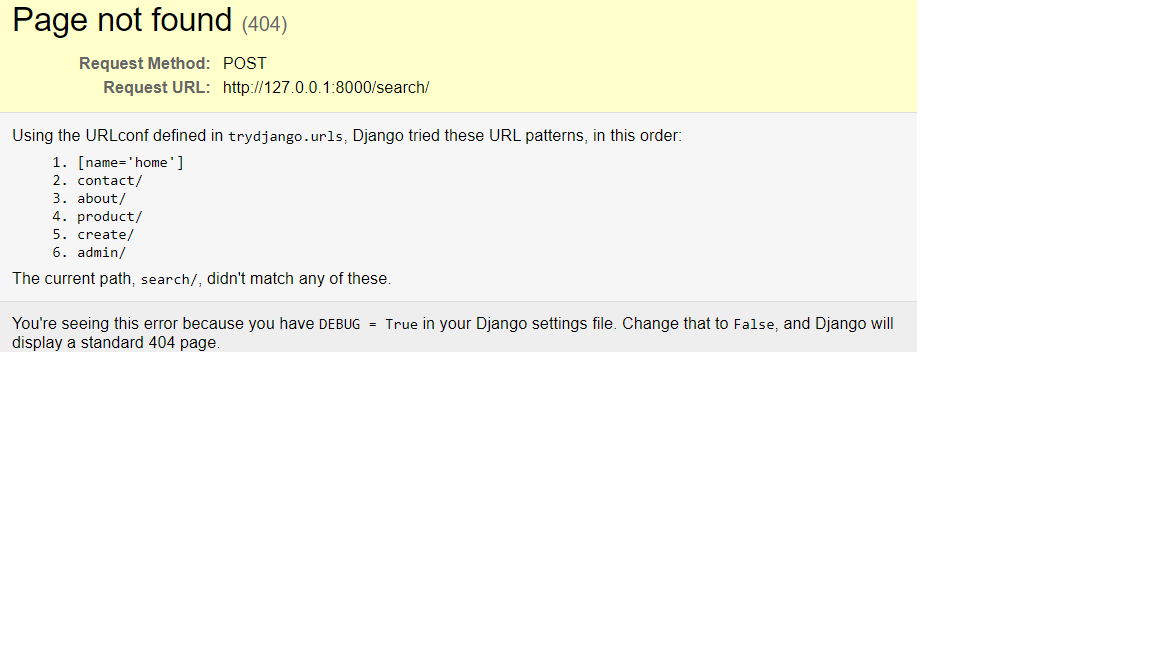 Page not found (404)
Request Method: POST
Request URL: http://127.0.0.1:8000/search/
Using the URLconf defined in trydjango.urls, Django tried these URL patterns, in this order:
1. [name='home']
2. contact/
3. about/
4. product/
5. create/
6. admin/
The current path, search/, didn't match any of these.
You're seeing this error because you have DEBUG = True in your Django settings file. Change that to False, and Django will
display a standard 404 page.